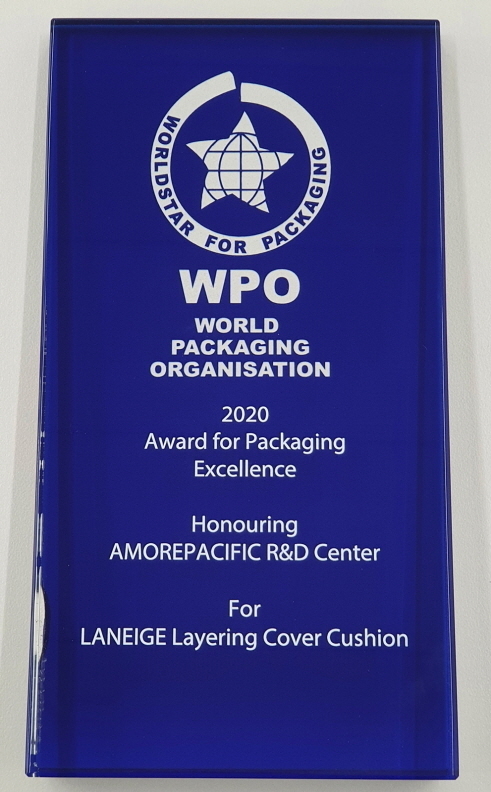 WORLDSTAR FOR PACKAGING
WPO
WORLD
PACKAGING
ORGANISATION
2020
Award for Packaging
Excellence
Honouring
AMOREPACIFIC R&D Center
For
LANEIGE Layering Cover Cushion